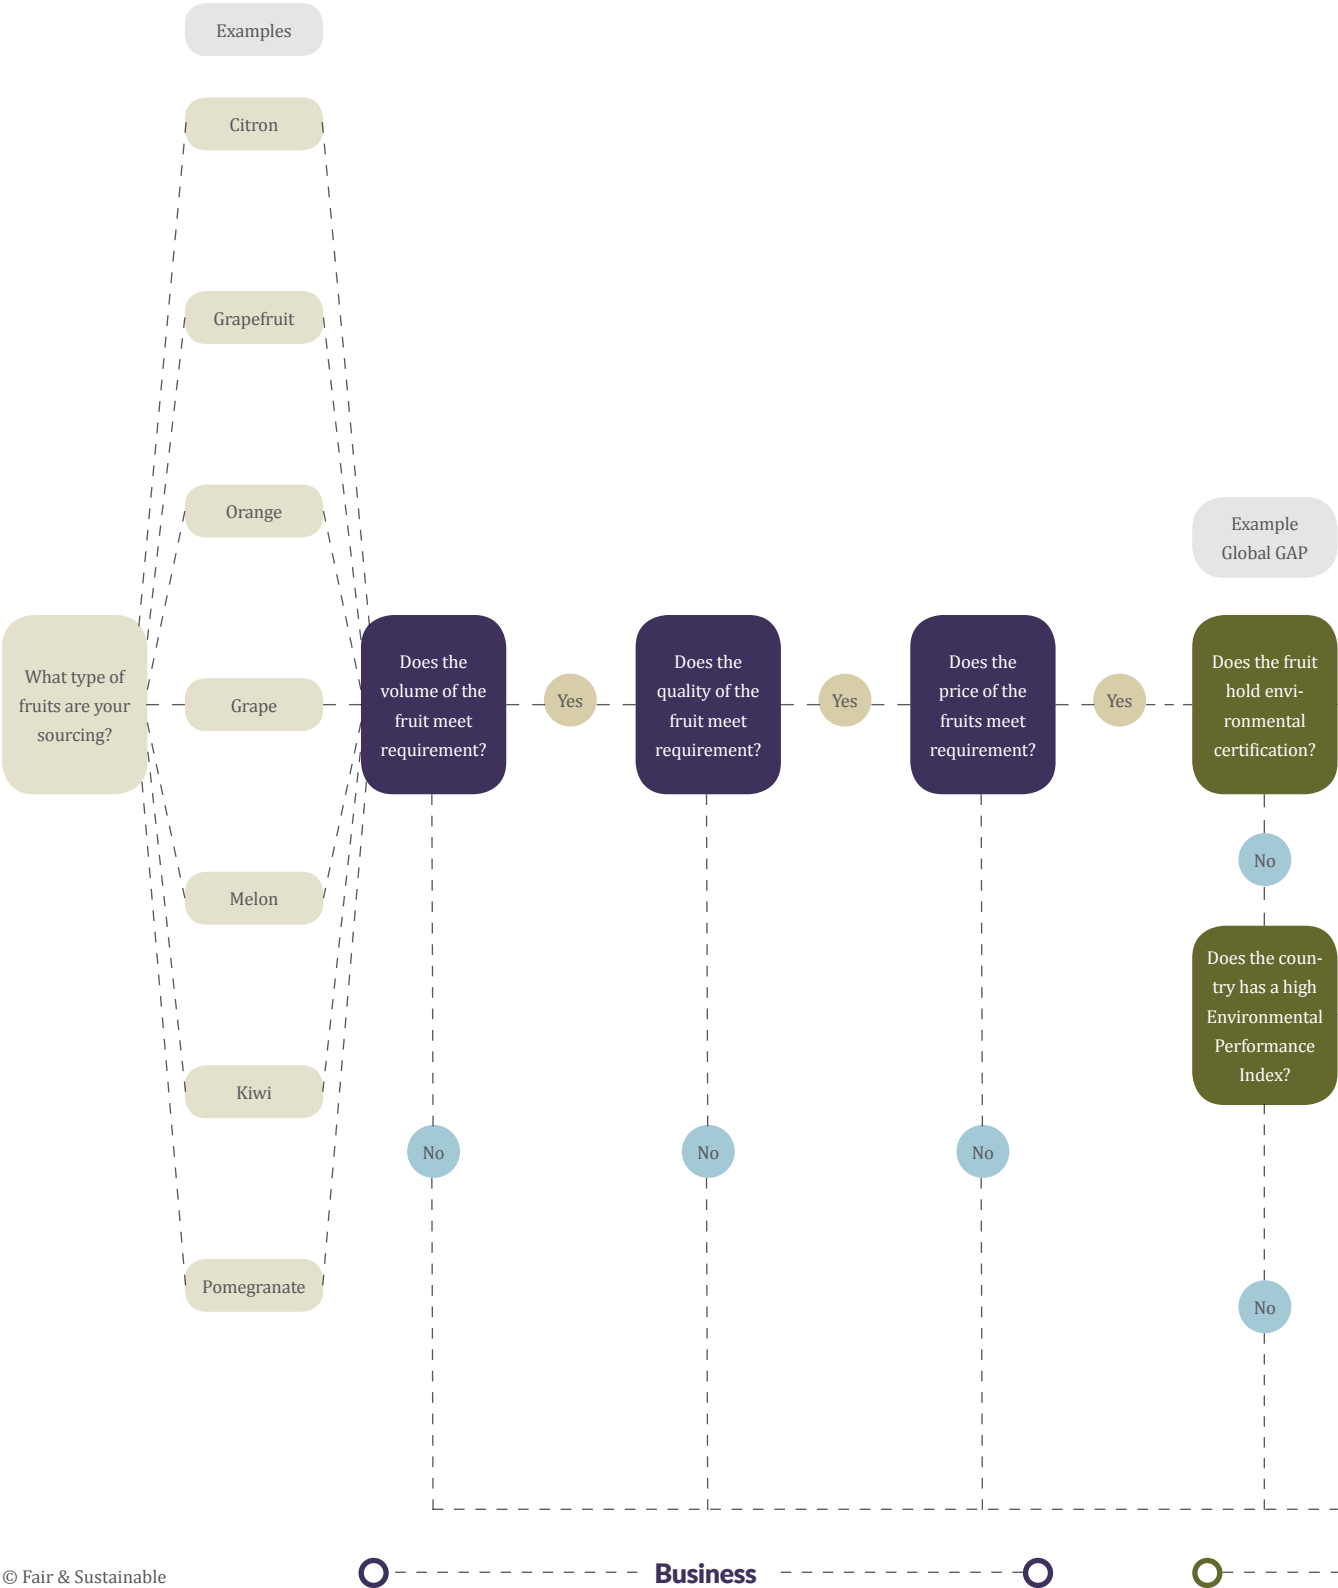 Examples
Citron
Grapefruit
Orange
Grape
Melon
Kiwi
Pomegranate
What type of
fruits are your
sourcing?
Does the
volume of the
fruit meet
requirement?
Yes
No
Does the
quality of the
fruit meet
requirement?
Yes
No
Does the
price of the
fruits meet
requirement?
Yes
No
Example
Global GAP
Does the fruit
hold envi-
ronmental
certification?
No
Does the coun-
try has a high
Environmental
Performance
Index?
No
© Fair & Sustainable
Business